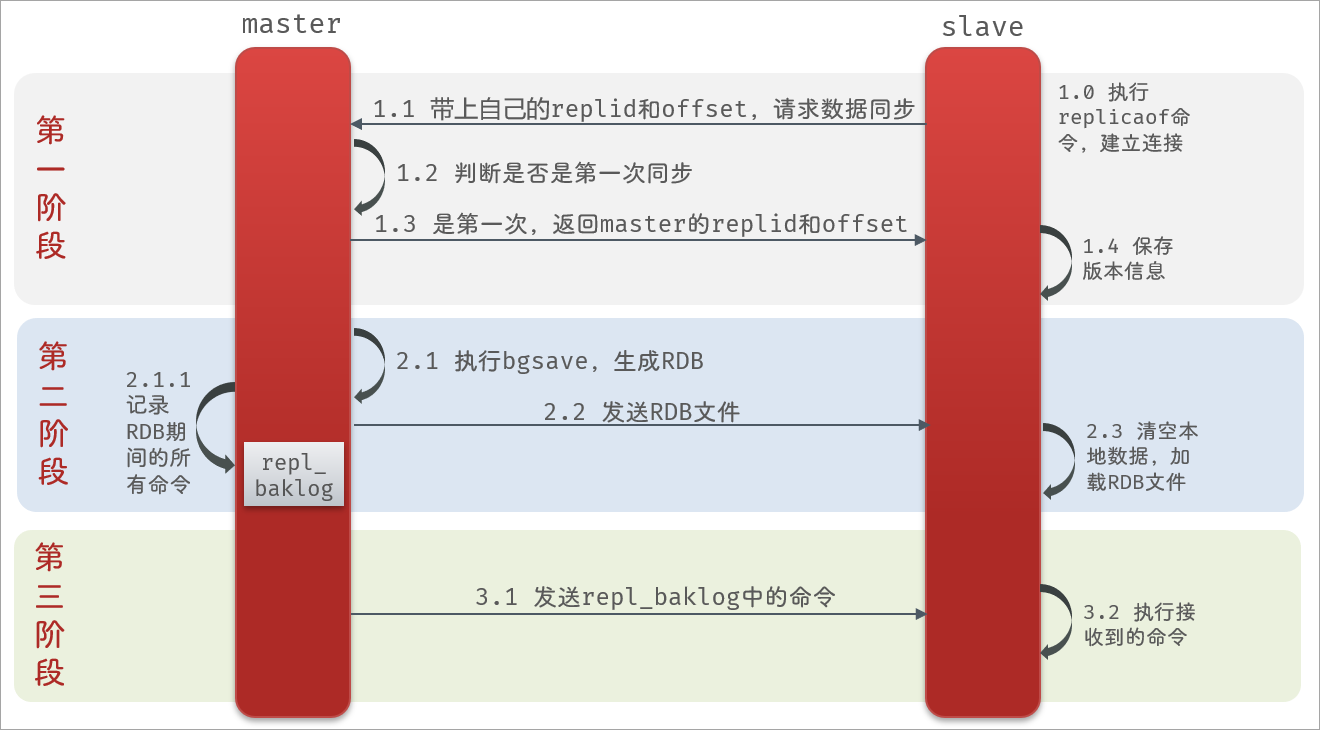 master
slave
第一阶段
1.0 执行
replicaof命
令，建立连接
1.1 带上自己的replid和offset，请求数据同步
1.2 判断是否是第一次同步
1.3 是第一次，返回master的replid和offset
1.4 保存
版本信息
第二阶段
2.1 执行bgsave，生成RDB
2.1.1
记录
RDB期
间的所
有命令
repl_
baklog
2.2 发送RDB文件
2.3 清空本
地数据，加
载RDB文件
第三阶段
3.1 发送repl_baklog中的命令
3.2 执行接
收到的命令